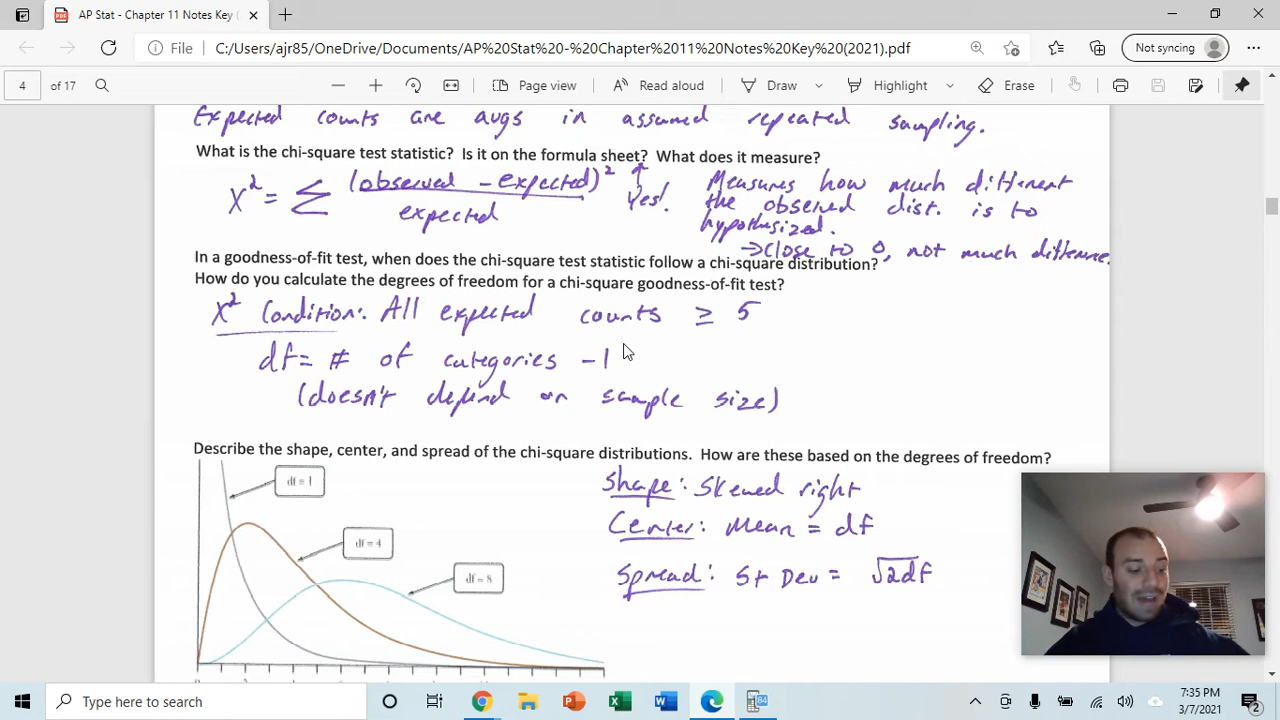 AP Stat - Chapter 11 Notes Key (
File
C:/Users/ajr85/OneDrive/Documents/AP%20Stat%20-%20Chapter%2011%20Notes%20Key%20(2021).pdf
Not syncing
4 of 17
Page view
Read aloud
Draw
Highlight
Erase
Expected counts are avgs in assumed repeated sampling.
What is the chi-square test statistic? Is it on the formula sheet? What does it measure?
X² = Σ (observed - expected)² / expected
Yes!
Measures how much different
the observed dist. is to
hypothesized.
→ Close to 0, not much difference.
In a goodness-of-fit test, when does the chi-square test statistic follow a chi-square distribution?
How do you calculate the degrees of freedom for a chi-square goodness-of-fit test?
X² Condition: All expected counts ≥ 5
df = # of categories - 1
(doesn't depend on sample size)
Describe the shape, center, and spread of the chi-square distributions. How are these based on the degrees of freedom?
df = 1
df = 4
df = 8
Shape: Skewed right
Center: Mean = df
Spread: St Dev = √2df
Type here to search
84
7:35 PM
3/7/2021
2